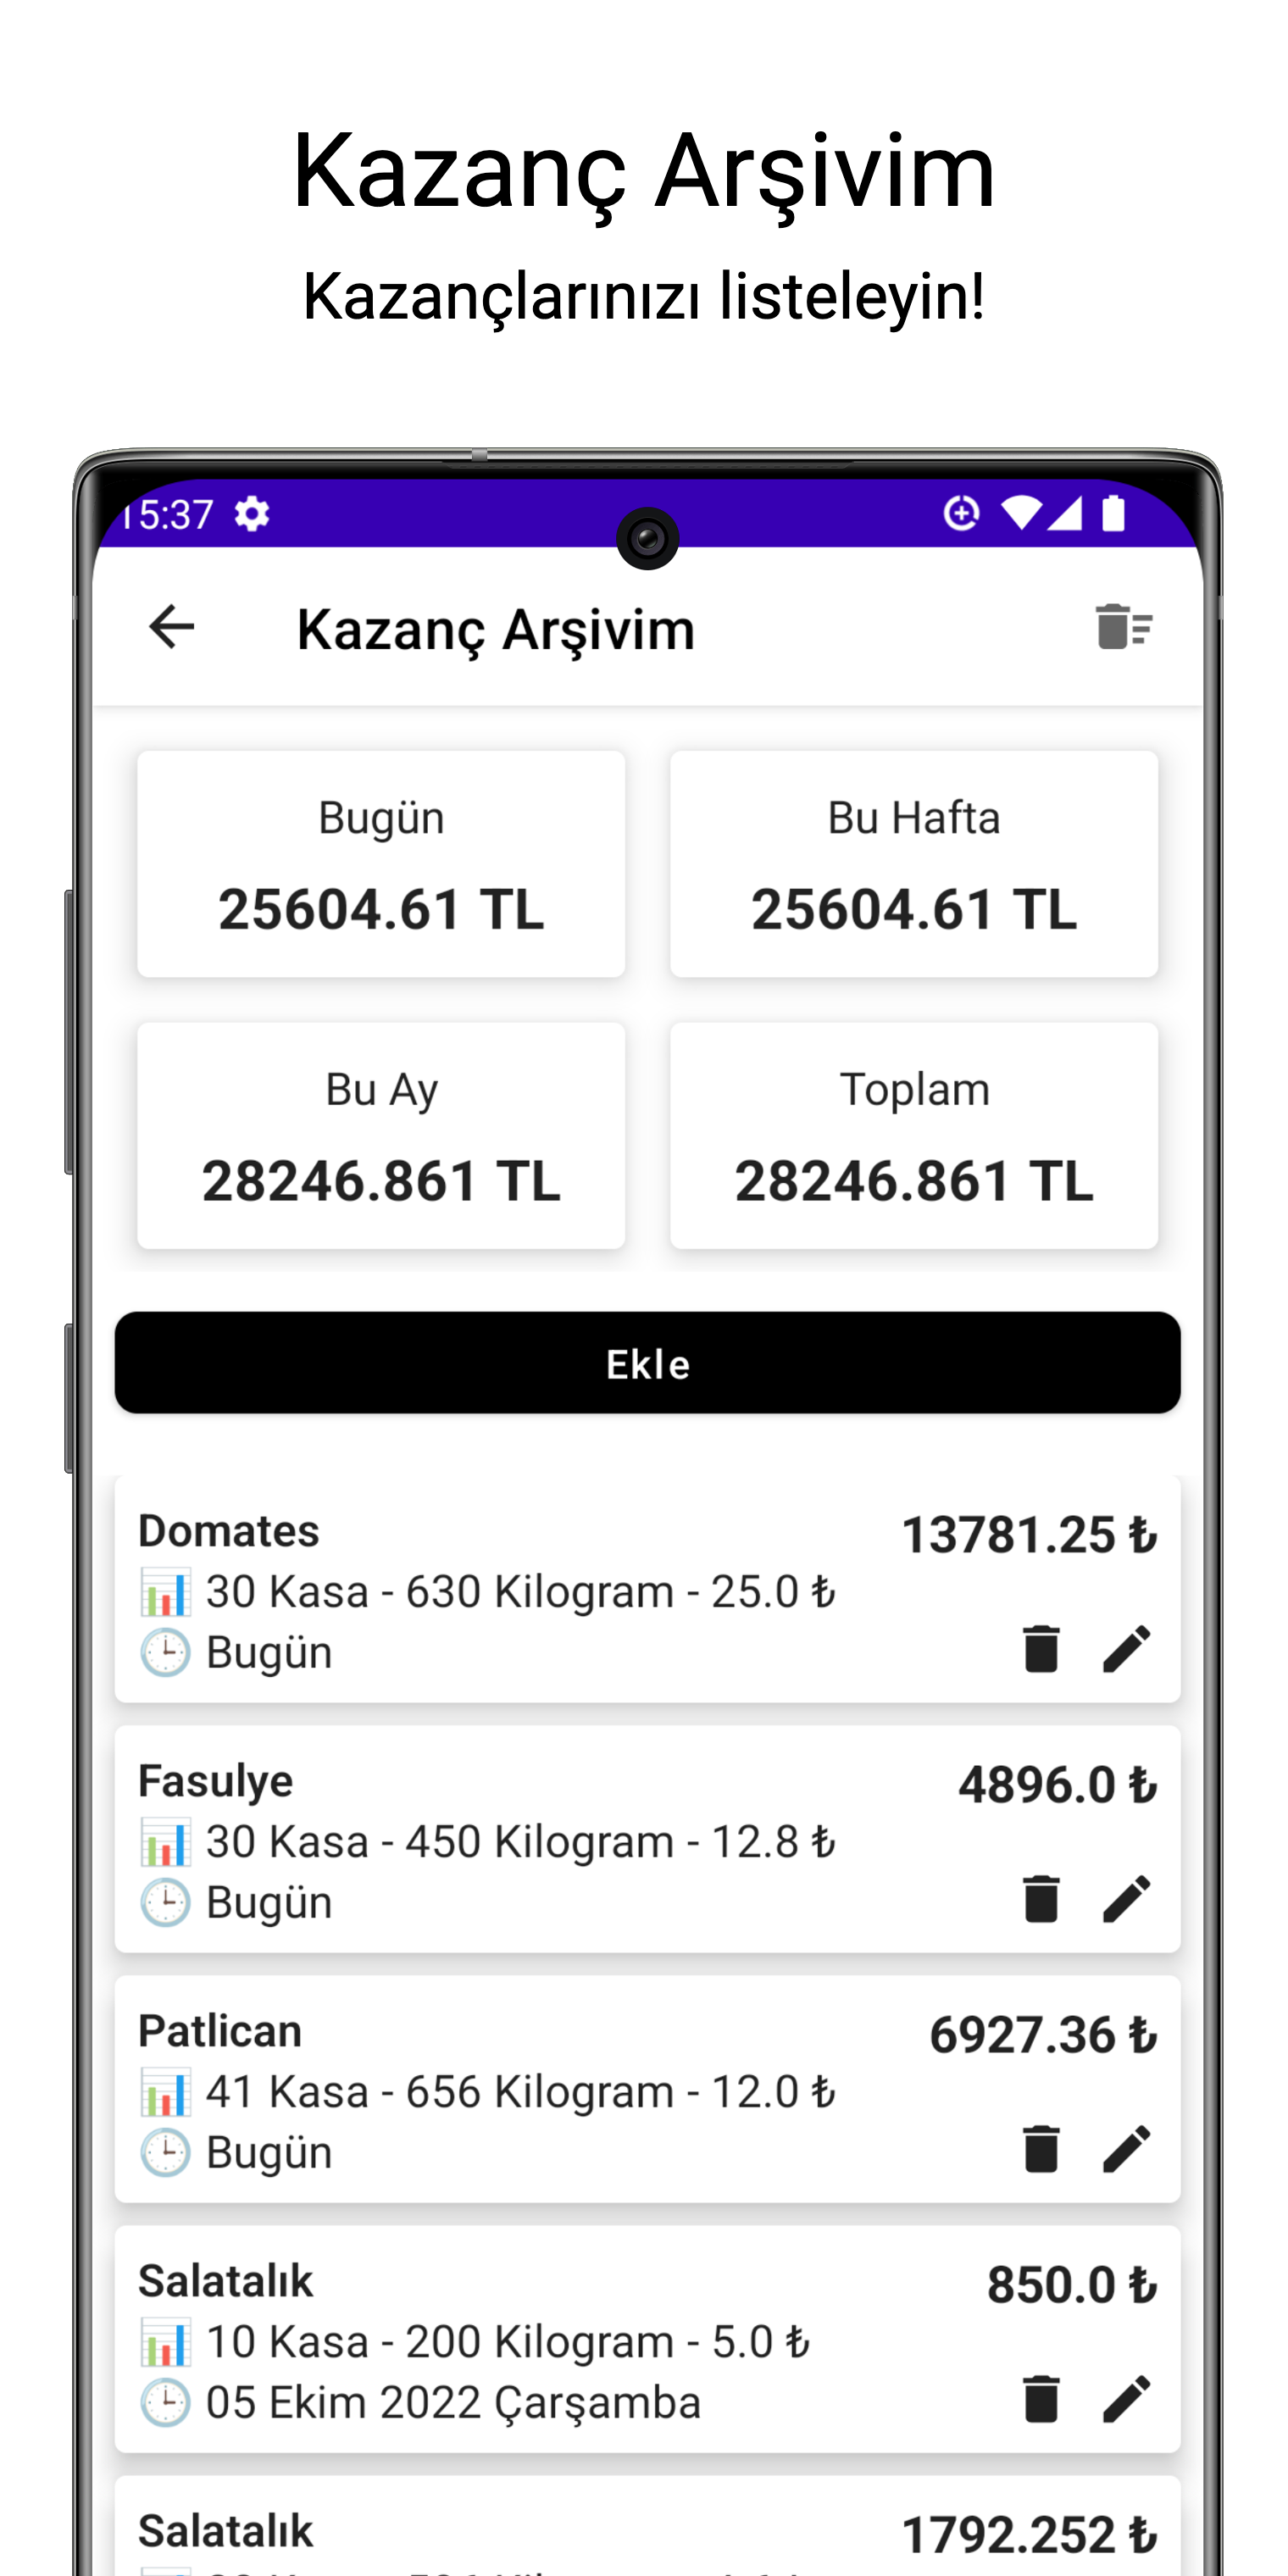 Kazanç Arşivim
Kazançlarınızı listeleyin!
15:37
Kazanç Arşivim
Bugün
25604.61 TL
Bu Hafta
25604.61 TL
Bu Ay
28246.861 TL
Toplam
28246.861 TL
Ekle
Domates
13781.25 ₺
30 Kasa - 630 Kilogram - 25.0 ₺
Bugün
Fasulye
4896.0 ₺
30 Kasa - 450 Kilogram - 12.8 ₺
Bugün
Patlican
6927.36 ₺
41 Kasa - 656 Kilogram - 12.0 ₺
Bugün
Salatalık
850.0 ₺
10 Kasa - 200 Kilogram - 5.0 ₺
05 Ekim 2022 Çarşamba
Salatalık
1792.252 ₺